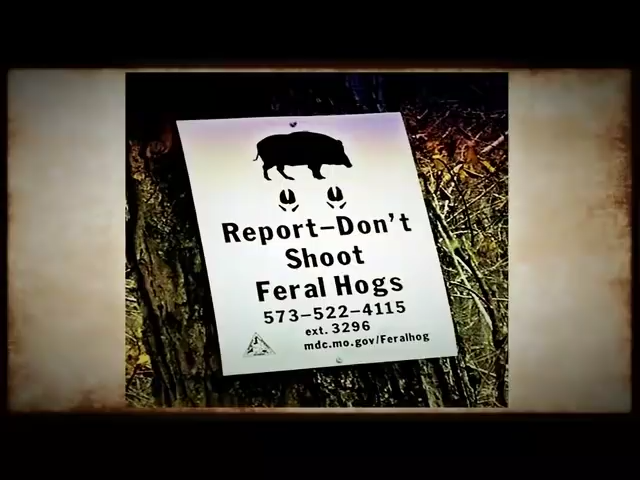 Report-Don't
Shoot
Feral Hogs
573-522-4115
ext. 3296
mdc.mo.gov/Feralhog